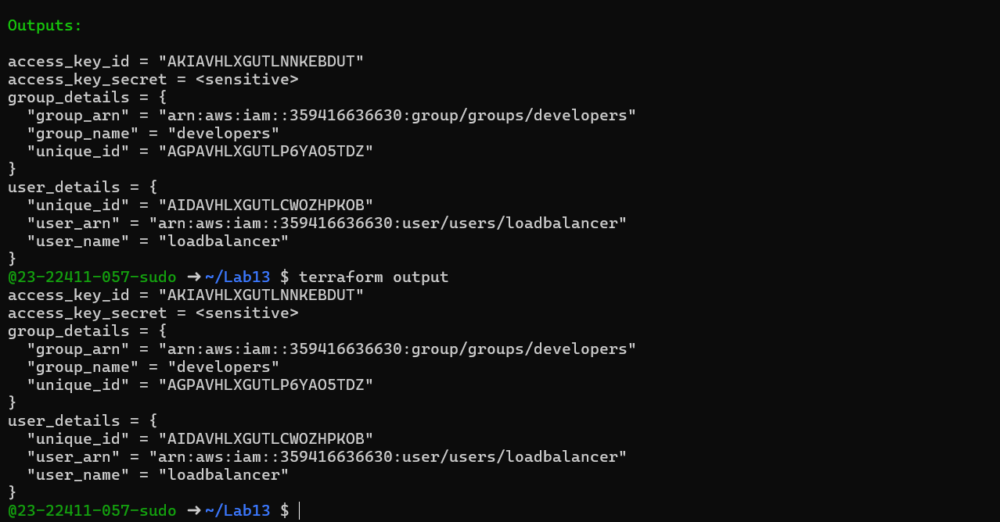 Outputs:

access_key_id = "AKIAVHLXGUTLNNKEBDUT"
access_key_secret = <sensitive>
group_details = {
  "group_arn" = "arn:aws:iam::359416636630:group/groups/developers"
  "group_name" = "developers"
  "unique_id" = "AGPAVHLXGUTLP6YAO5TDZ"
}
user_details = {
  "unique_id" = "AIDAVHLXGUTLCWOZHPKOB"
  "user_arn" = "arn:aws:iam::359416636630:user/users/loadbalancer"
  "user_name" = "loadbalancer"
}
@23-22411-057-sudo ➜ ~/Lab13 $ terraform output
access_key_id = "AKIAVHLXGUTLNNKEBDUT"
access_key_secret = <sensitive>
group_details = {
  "group_arn" = "arn:aws:iam::359416636630:group/groups/developers"
  "group_name" = "developers"
  "unique_id" = "AGPAVHLXGUTLP6YAO5TDZ"
}
user_details = {
  "unique_id" = "AIDAVHLXGUTLCWOZHPKOB"
  "user_arn" = "arn:aws:iam::359416636630:user/users/loadbalancer"
  "user_name" = "loadbalancer"
}
@23-22411-057-sudo ➜ ~/Lab13 $